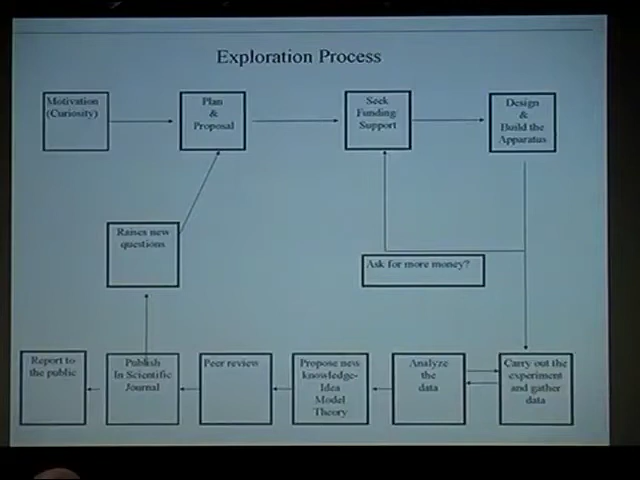 Exploration Process
Motivation
(Curiosity)
Plan
&
Proposal
Seek
Funding/
Support
Design
&
Build the
Apparatus
Raises new
questions
Ask for more money?
Report to
the public
Publish
In Scientific
Journal
Peer review
Propose new
knowledge-
Idea
Model
Theory
Analyze
the
data
Carry out the
experiment
and gather
data